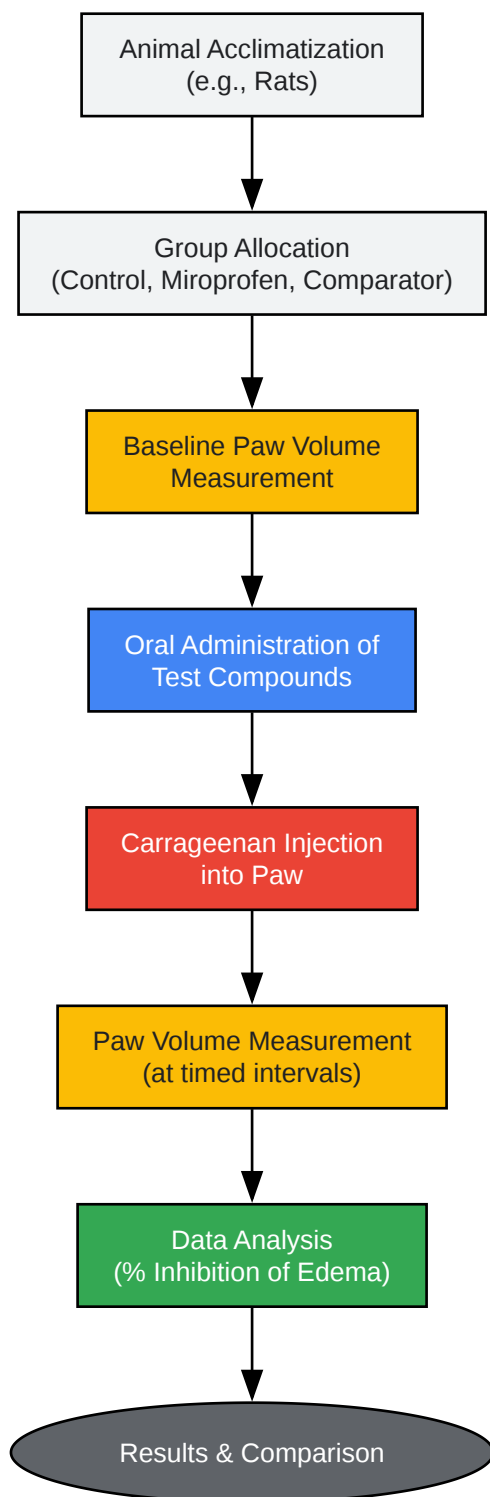 Animal Acclimatization
(e.g., Rats)
Group Allocation
(Control, Miroprofen, Comparator)
Baseline Paw Volume
Measurement
Oral Administration of
Test Compounds
Carrageenan Injection
into Paw
Paw Volume Measurement
(at timed intervals)
Data Analysis
(% Inhibition of Edema)
Results & Comparison